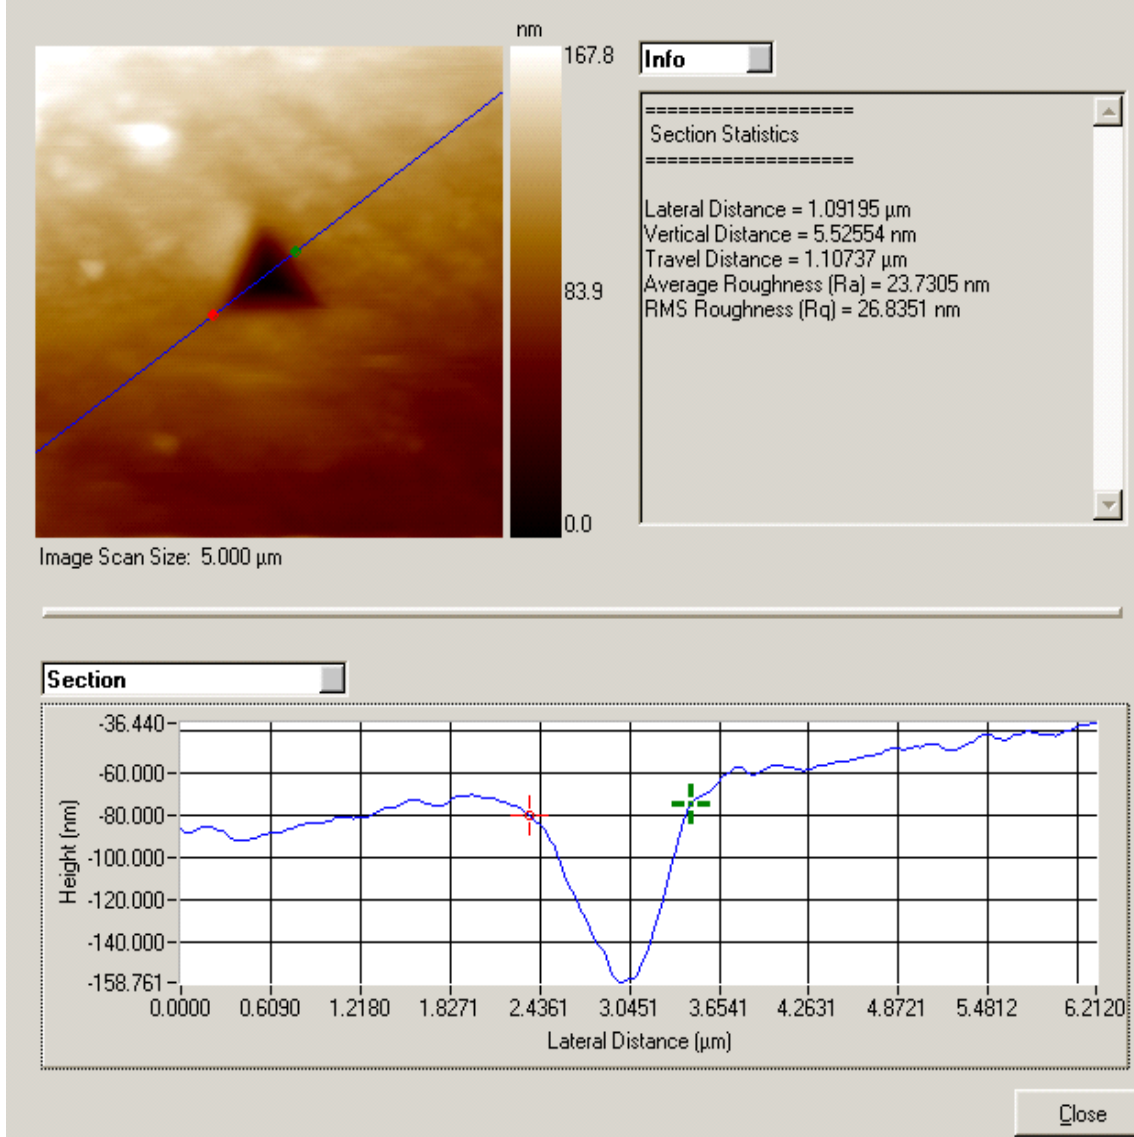 nm
167.8
83.9
0.0
Image Scan Size: 5.000 µm
Info
===================
Section Statistics
===================
Lateral Distance = 1.09195 µm
Vertical Distance = 5.52554 nm
Travel Distance = 1.10737 µm
Average Roughness (Ra) = 23.7305 nm
RMS Roughness (Rq) = 26.8351 nm
Section
Height (nm)
-36.440
-60.000
-80.000
-100.000
-120.000
-140.000
-158.761
0.0000 0.6090 1.2180 1.8271 2.4361 3.0451 3.6541 4.2631 4.8721 5.4812 6.2120
Lateral Distance (µm)
Close